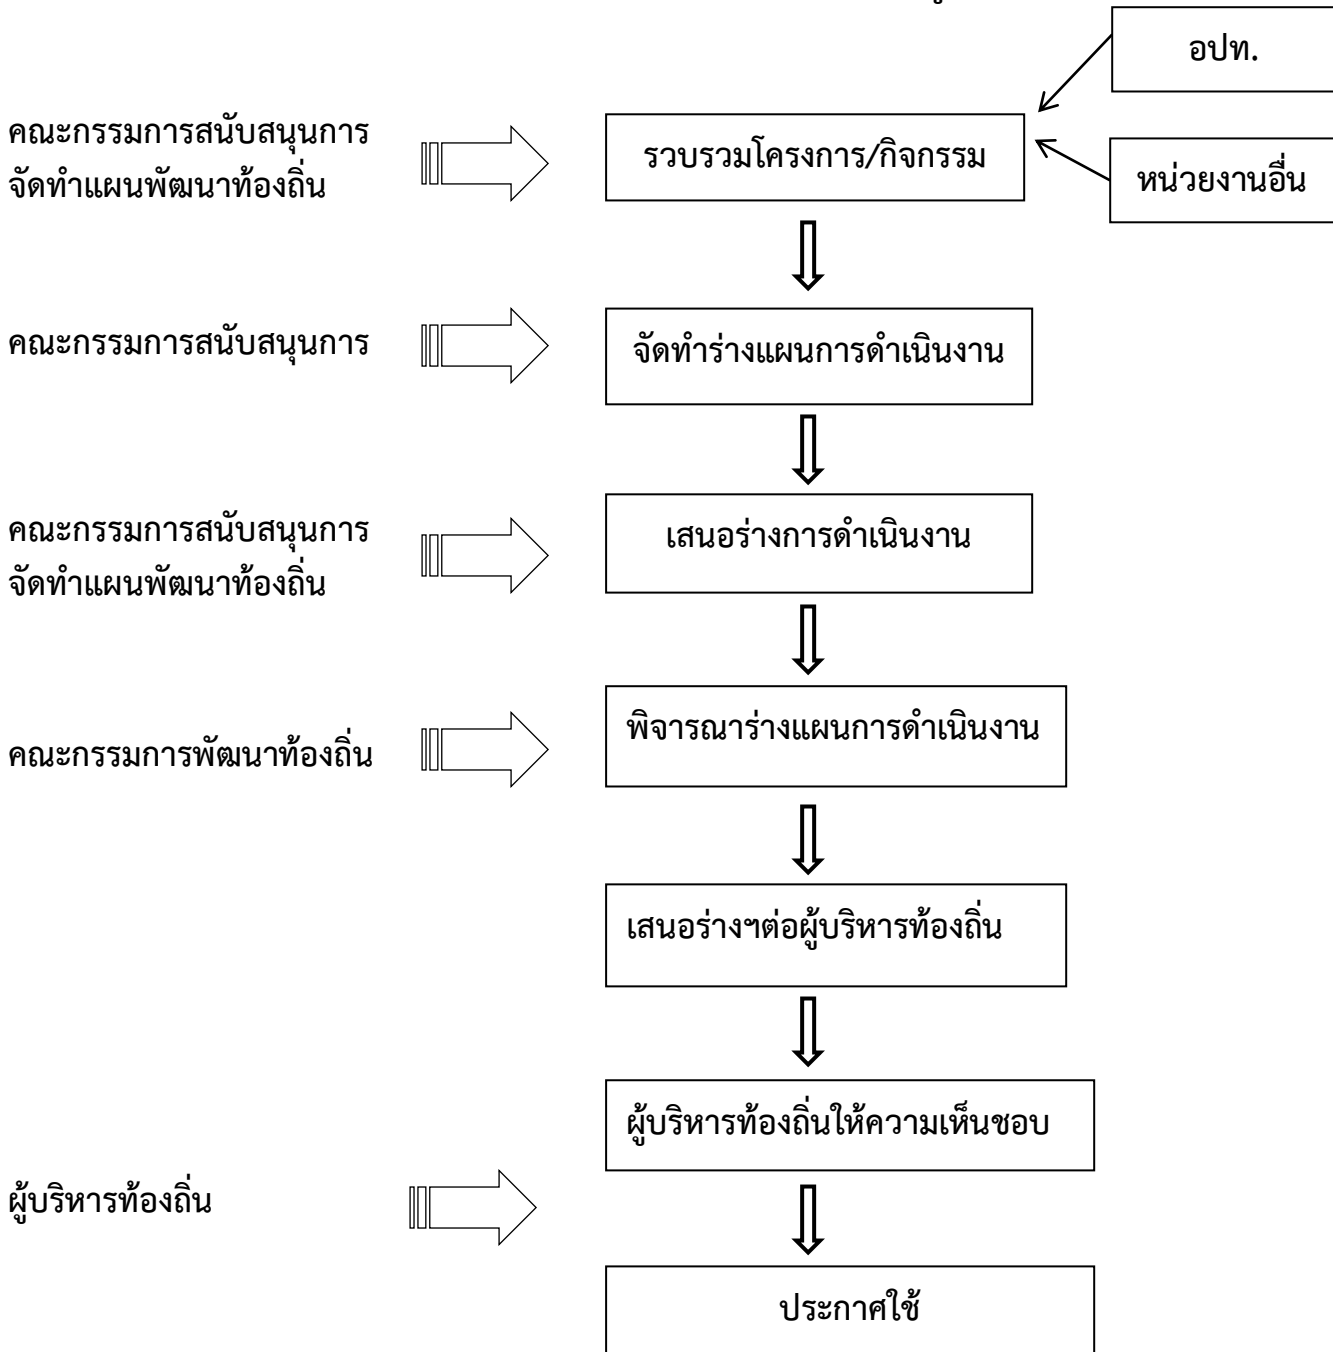 อปท.
คณะกรรมการสนับสนุนการ
จัดทำแผนพัฒนาท้องถิ่น
รวบรวมโครงการ/กิจกรรม
หน่วยงานอื่น
คณะกรรมการสนับสนุนการ
จัดทำร่างแผนการดำเนินงาน
คณะกรรมการสนับสนุนการ
จัดทำแผนพัฒนาท้องถิ่น
เสนอร่างการดำเนินงาน
คณะกรรมการพัฒนาท้องถิ่น
พิจารณาร่างแผนการดำเนินงาน
เสนอร่างฯต่อผู้บริหารท้องถิ่น
ผู้บริหารท้องถิ่นให้ความเห็นชอบ
ผู้บริหารท้องถิ่น
ประกาศใช้